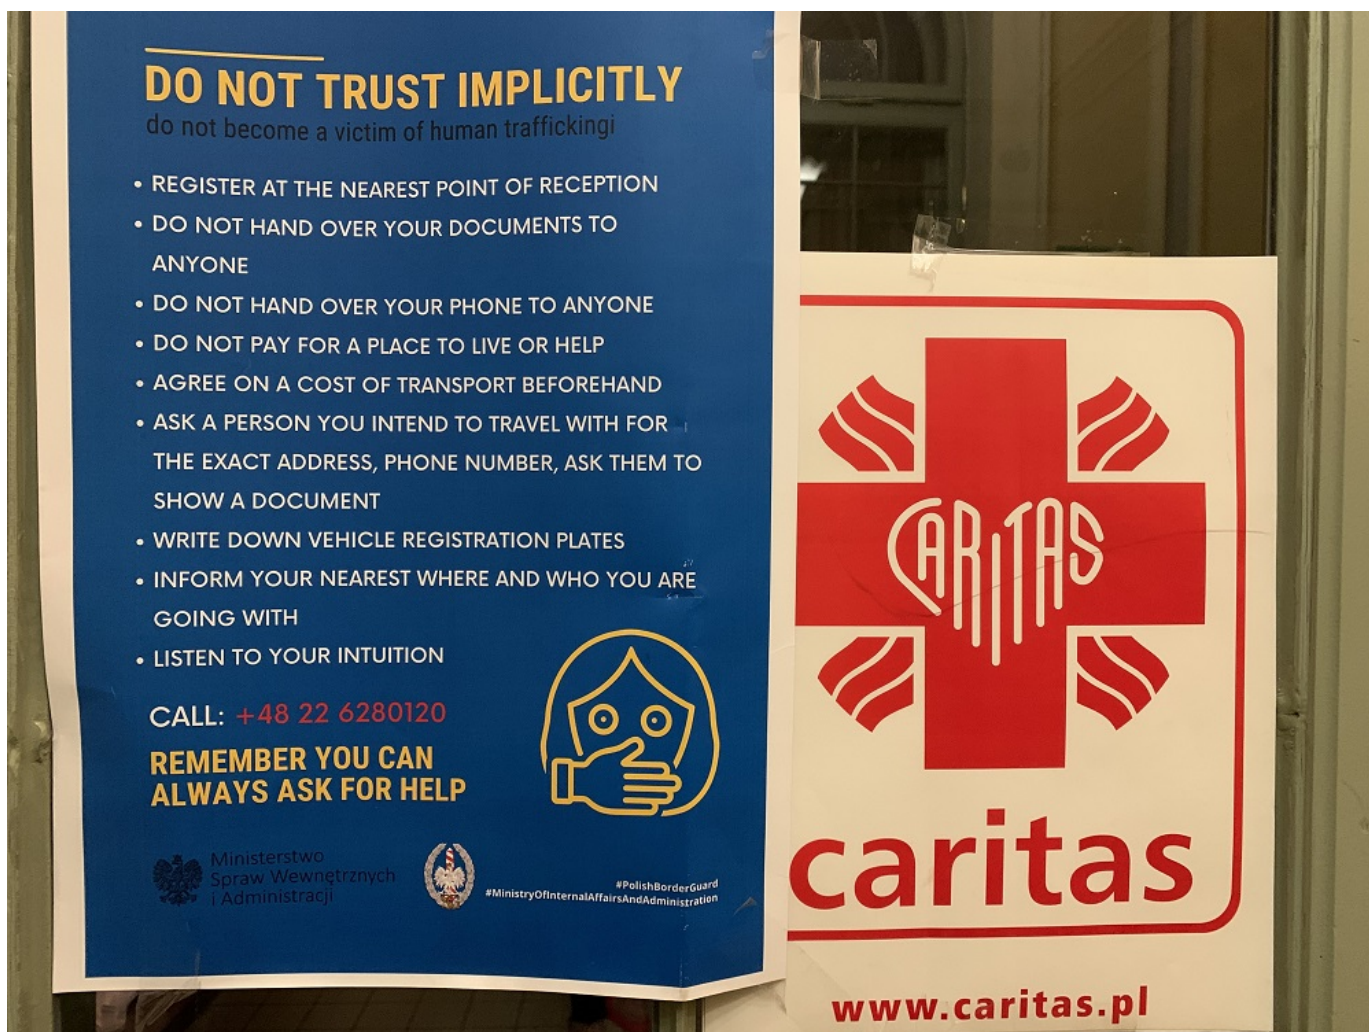 DO NOT TRUST IMPLICITLY
do not become a victim of human traffickingi
• REGISTER AT THE NEAREST POINT OF RECEPTION
• DO NOT HAND OVER YOUR DOCUMENTS TO
ANYONE
• DO NOT HAND OVER YOUR PHONE TO ANYONE
• DO NOT PAY FOR A PLACE TO LIVE OR HELP
• AGREE ON A COST OF TRANSPORT BEFOREHAND
• ASK A PERSON YOU INTEND TO TRAVEL WITH FOR
THE EXACT ADDRESS, PHONE NUMBER, ASK THEM TO
SHOW A DOCUMENT
• WRITE DOWN VEHICLE REGISTRATION PLATES
• INFORM YOUR NEAREST WHERE AND WHO YOU ARE
GOING WITH
• LISTEN TO YOUR INTUITION
CALL: +48 22 6280120
REMEMBER YOU CAN
ALWAYS ASK FOR HELP
Ministerstwo
Spraw Wewnętrznych
i Administracji
#PolishBorderGuard
#MinistryOfInternalAffairsAndAdministration
CARITAS
caritas
www.caritas.pl